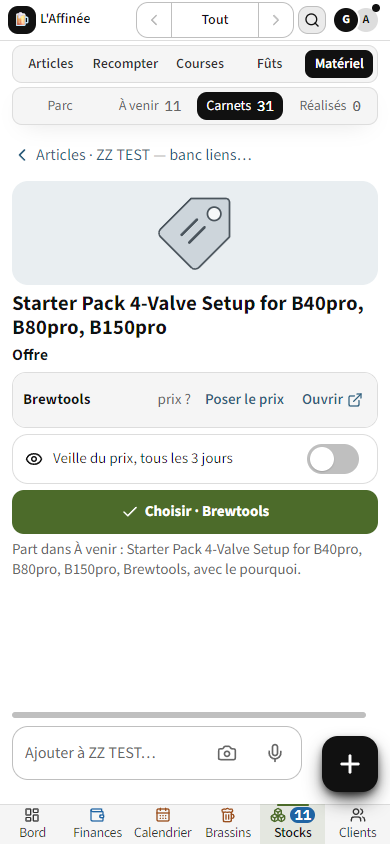 L'Affinée
Tout
G A
Articles Recompter Courses Fûts Matériel
Parc À venir 11 Carnets 31 Réalisés 0
Articles · ZZ TEST — banc liens…
Starter Pack 4-Valve Setup for B40pro,
B80pro, B150pro
Offre
Brewtools prix ? Poser le prix Ouvrir
Veille du prix, tous les 3 jours
Choisir · Brewtools
Part dans À venir : Starter Pack 4-Valve Setup for B40pro,
B80pro, B150pro, Brewtools, avec le pourquoi.
Ajouter à ZZ TEST…
11
Bord Finances Calendrier Brassins Stocks Clients